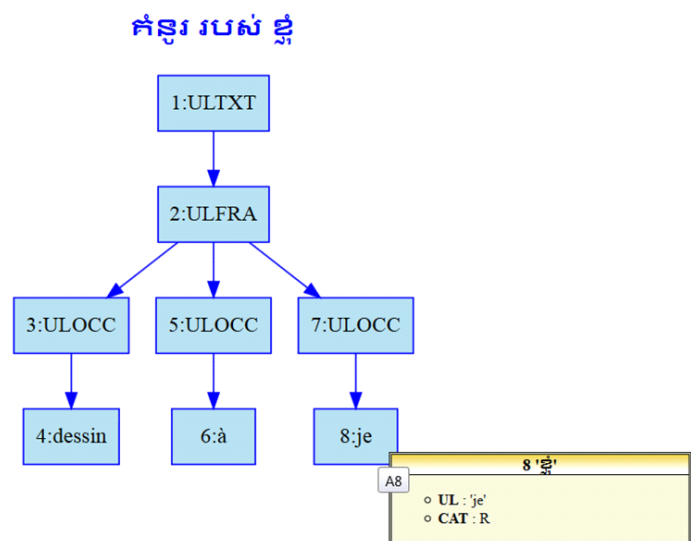 គំនូរ របស់ ខ្ញុំ
1:ULTXT
2:ULFRA
3:ULOCC 5:ULOCC 7:ULOCC
4:dessin 6:à 8:je
8 'ខ្ញុំ'
A8
UL : 'je'
CAT : R